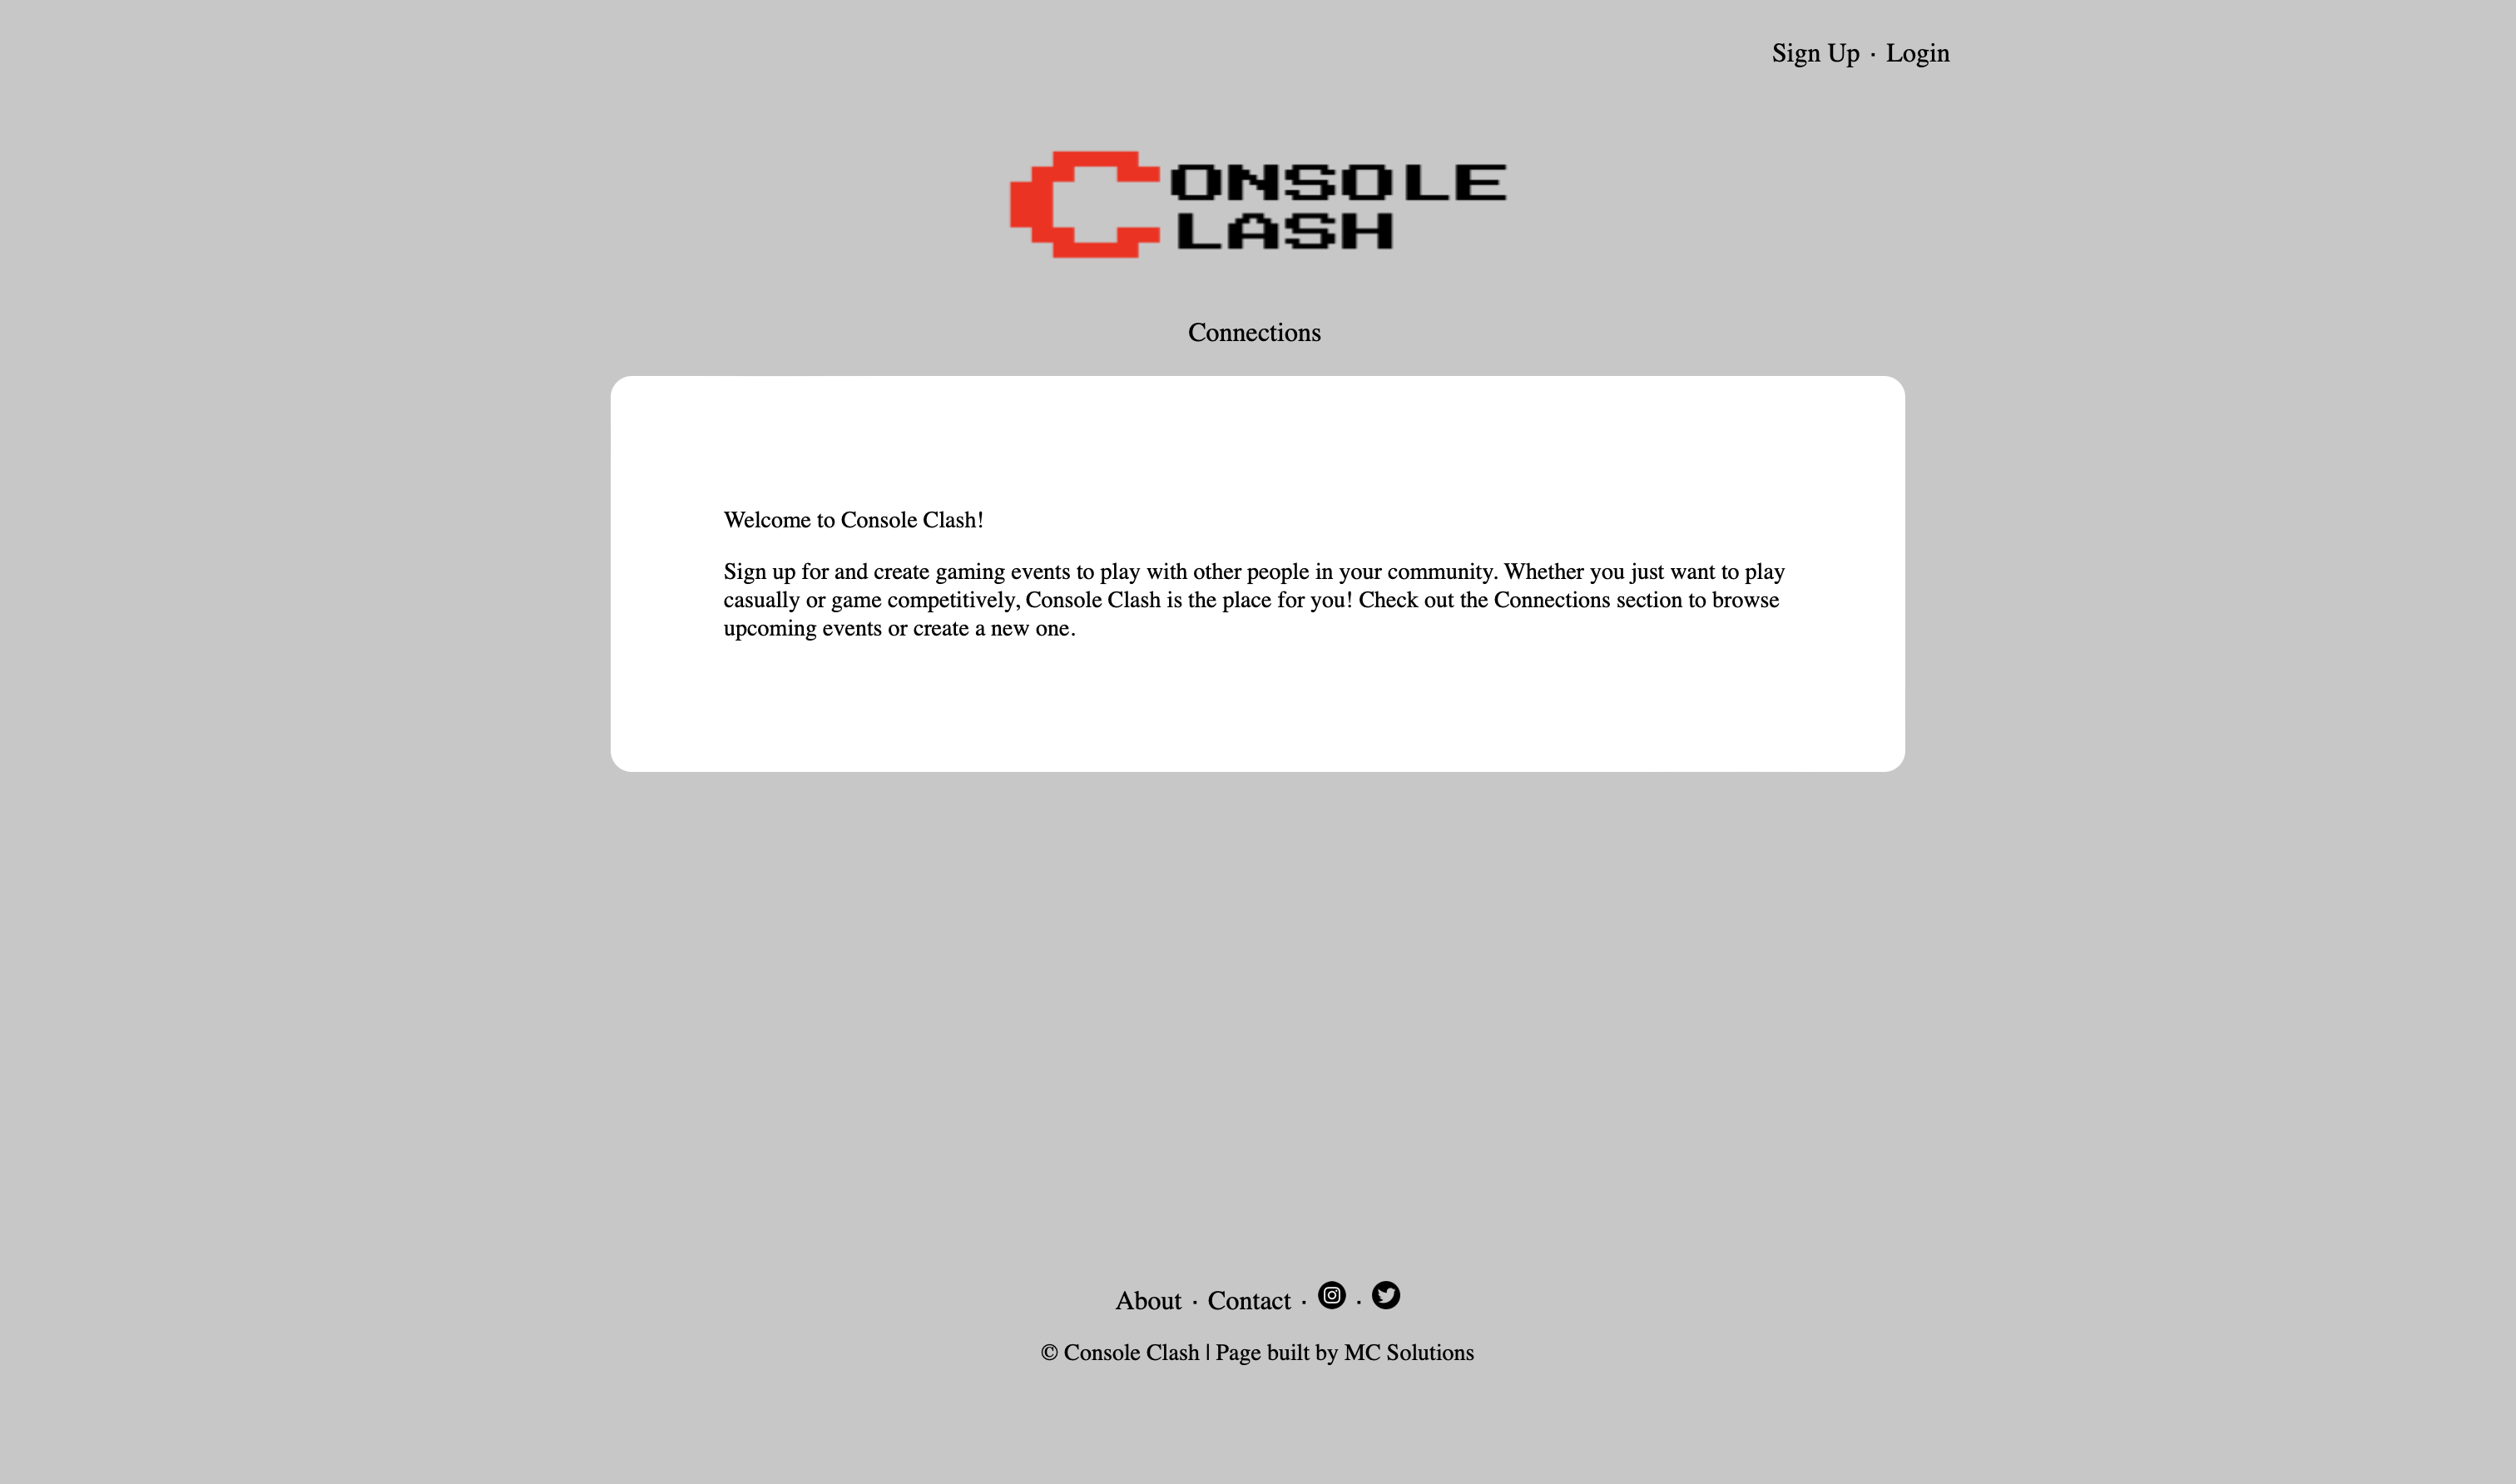 Sign Up · Login
CONSOLE
CLASH
Connections
Welcome to Console Clash!
Sign up for and create gaming events to play with other people in your community. Whether you just want to play
casually or game competitively, Console Clash is the place for you! Check out the Connections section to browse
upcoming events or create a new one.
About · Contact · ·
© Console Clash | Page built by MC Solutions